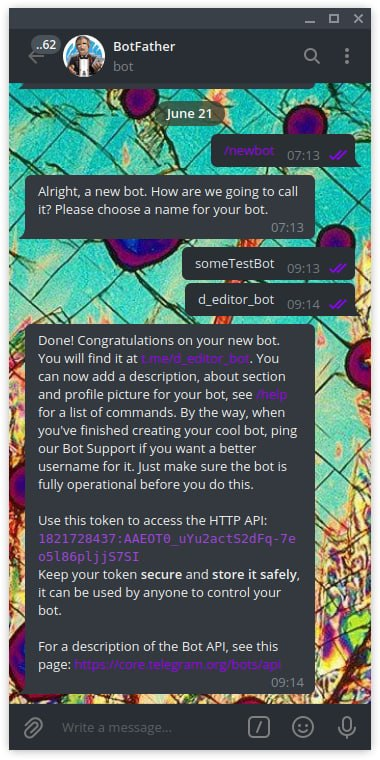 ..62
BotFather
bot
June 21
/newbot 07:13
Alright, a new bot. How are we going to call
it? Please choose a name for your bot.
07:13
someTestBot 09:13
d_editor_bot 09:14
Done! Congratulations on your new bot.
You will find it at t.me/d_editor_bot. You
can now add a description, about section
and profile picture for your bot, see /help
for a list of commands. By the way, when
you've finished creating your cool bot, ping
our Bot Support if you want a better
username for it. Just make sure the bot is
fully operational before you do this.
Use this token to access the HTTP API:
1821728437:AAEOT0_uYu2actS2dFq-7e
o5l86pljjS7SI
Keep your token secure and store it safely,
it can be used by anyone to control your
bot.
For a description of the Bot API, see this
page: https://core.telegram.org/bots/api
09:14
Write a message...